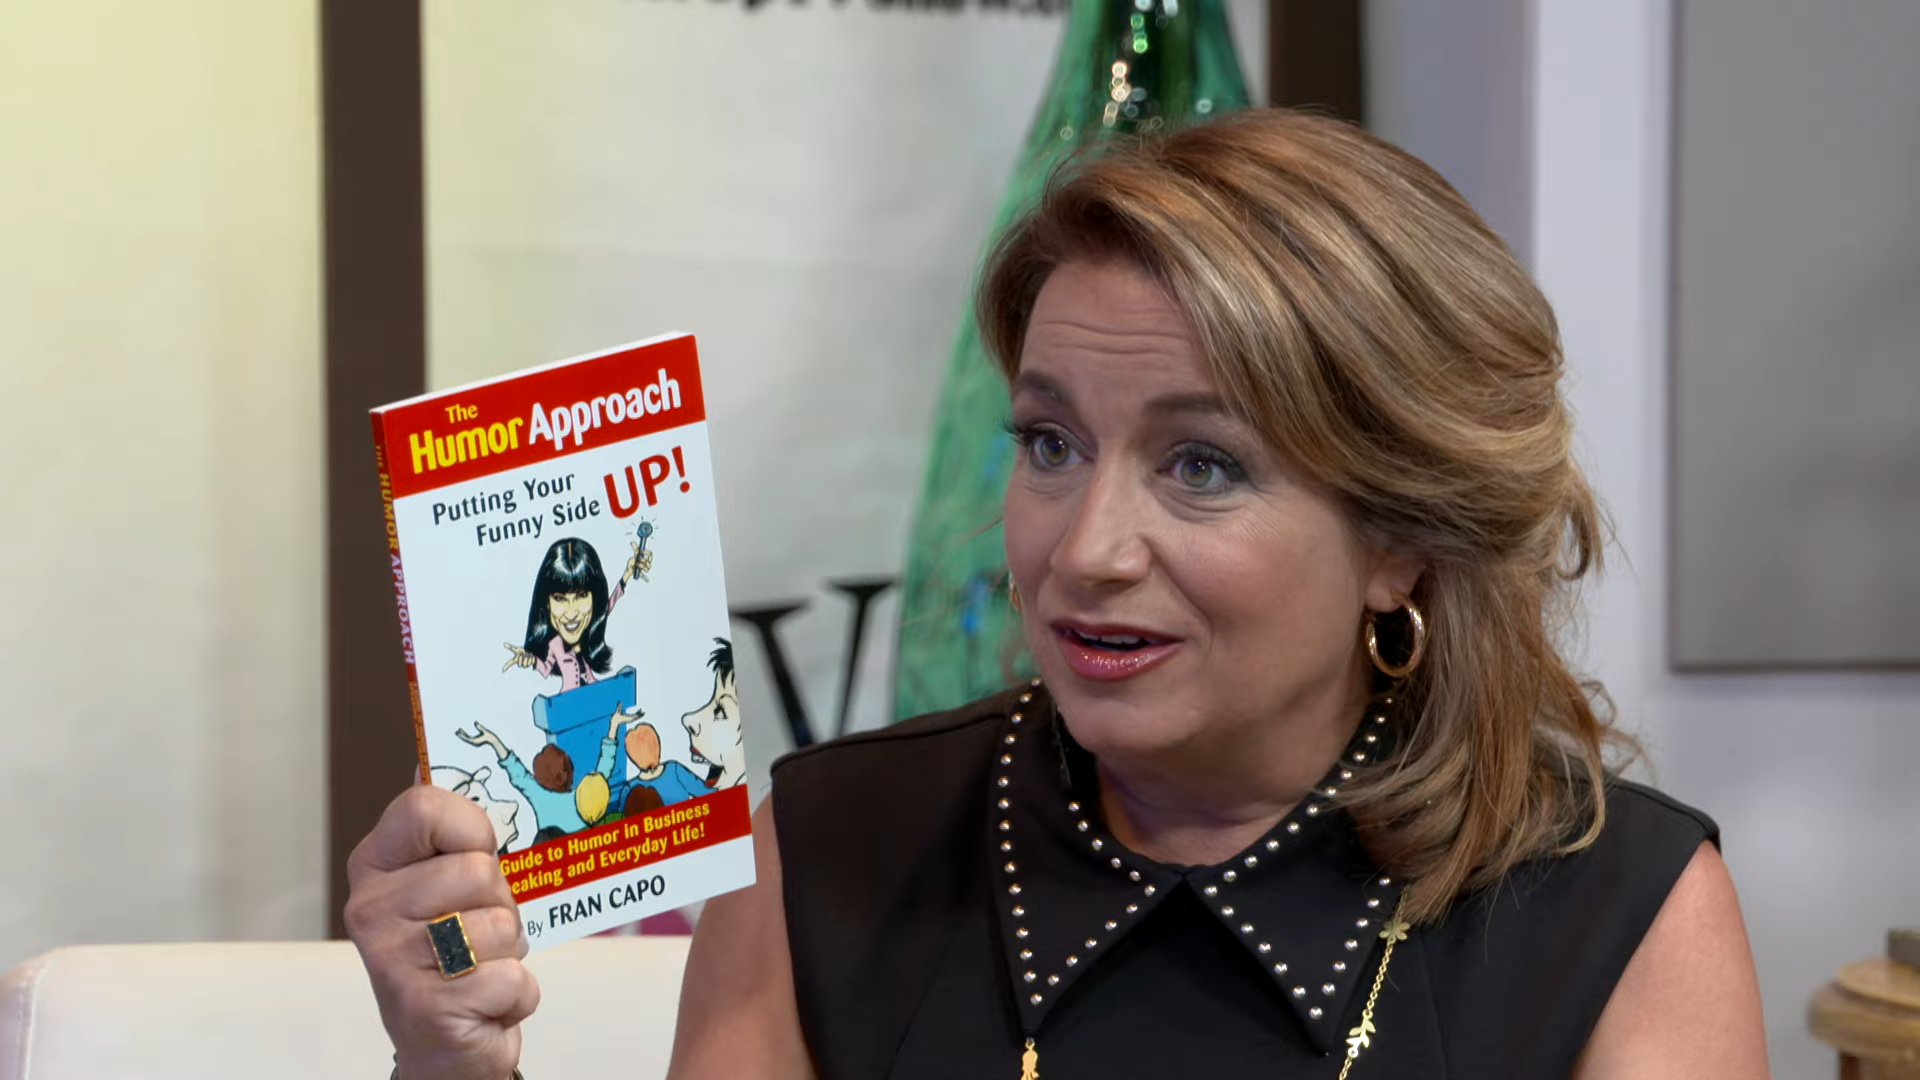 The
Humor Approach
Putting Your
Funny Side UP!
Guide to Humor in Business
eaking and Everyday Life!
By FRAN CAPO
THE HUMOR APPROACH
V